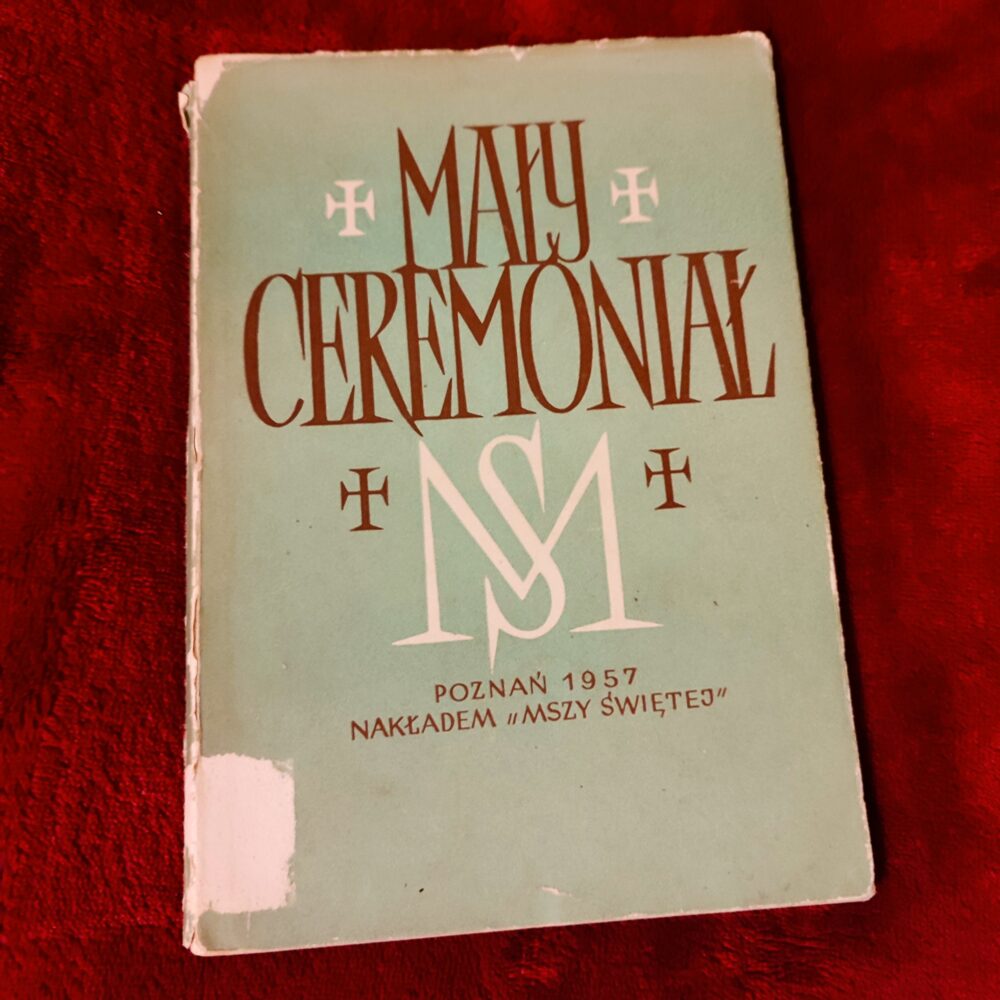 MAŁY
CEREMONIAŁ
MS
POZNAŃ 1957
NAKŁADEM „MSZY ŚWIĘTEJ”